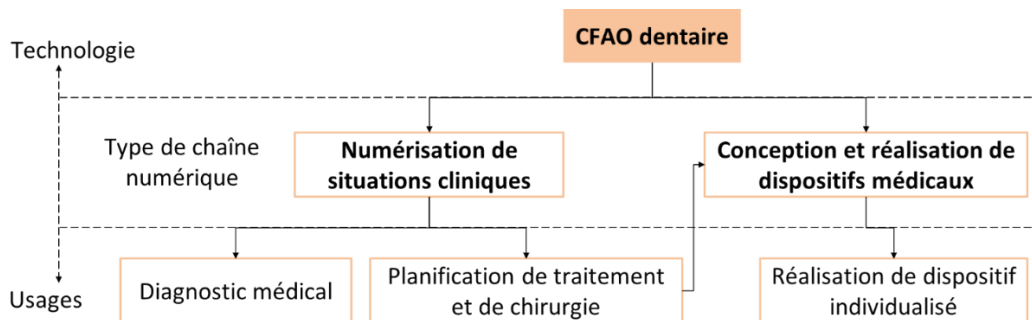 CFAO dentaire
Technologie
Type de chaîne
numérique
Numérisation de
situations cliniques
Conception et réalisation de
dispositifs médicaux
Usages
Diagnostic médical
Planification de traitement
et de chirurgie
Réalisation de dispositif
individualisé